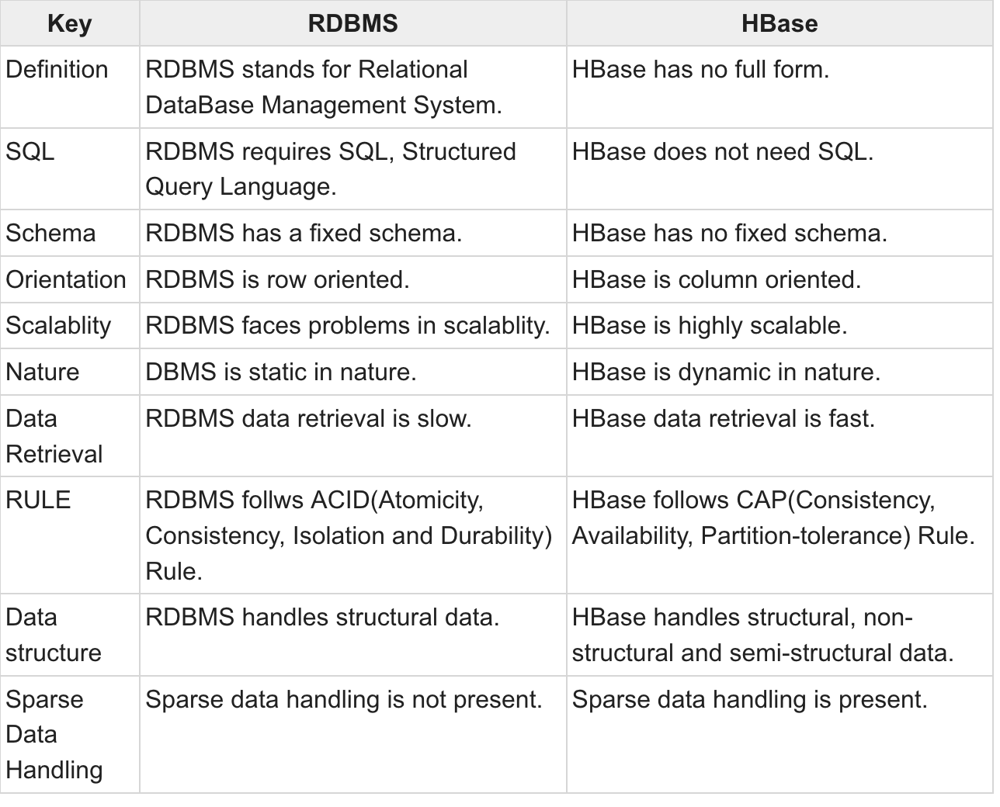 Key RDBMS HBase
Definition RDBMS stands for Relational HBase has no full form.
DataBase Management System.
SQL RDBMS requires SQL, Structured HBase does not need SQL.
Query Language.
Schema RDBMS has a fixed schema. HBase has no fixed schema.
Orientation RDBMS is row oriented. HBase is column oriented.
Scalablity RDBMS faces problems in scalablity. HBase is highly scalable.
Nature DBMS is static in nature. HBase is dynamic in nature.
Data RDBMS data retrieval is slow. HBase data retrieval is fast.
Retrieval
RULE RDBMS follws ACID(Atomicity, HBase follows CAP(Consistency,
Consistency, Isolation and Durability) Availability, Partition-tolerance) Rule.
Rule.
Data RDBMS handles structural data. HBase handles structural, non-
structure structural and semi-structural data.
Sparse Sparse data handling is not present. Sparse data handling is present.
Data
Handling